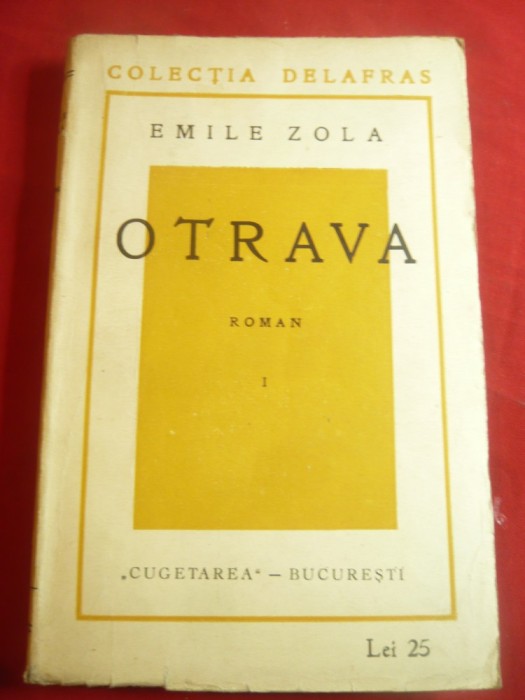 COLECȚIA DELAFRAS
EMILE ZOLA
OTRAVA
ROMAN
I
„CUGETAREA“ — BUCUREȘTI
Lei 25